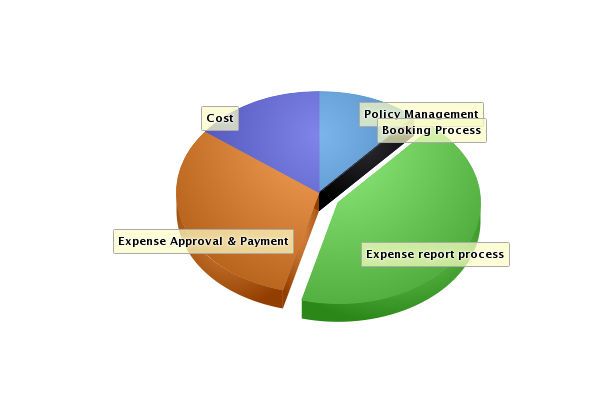 Cost
Policy Management
Booking Process
Expense Approval & Payment
Expense report process